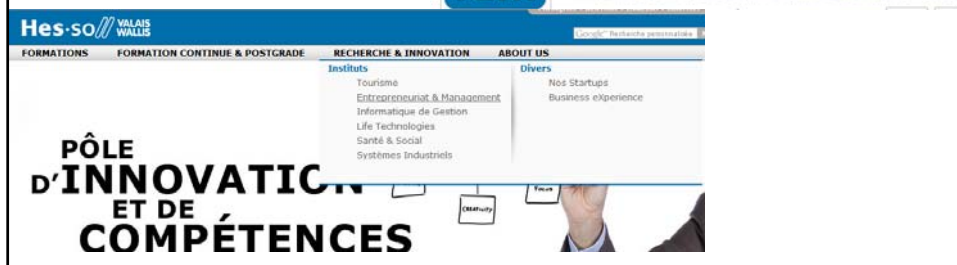 Hes·so// VALAIS WALLIS
Google™ Recherche personnalisée
FORMATIONS FORMATION CONTINUE & POSTGRADE RECHERCHE & INNOVATION ABOUT US
Instituts
Tourisme
Entrepreneuriat & Management
Informatique de Gestion
Life Technologies
Santé & Social
Systèmes Industriels
Divers
Nos Startups
Business eXperience
PÔLE
D'INNOVATION
ET DE
COMPÉTENCES
CREATIVITY
FOCUS